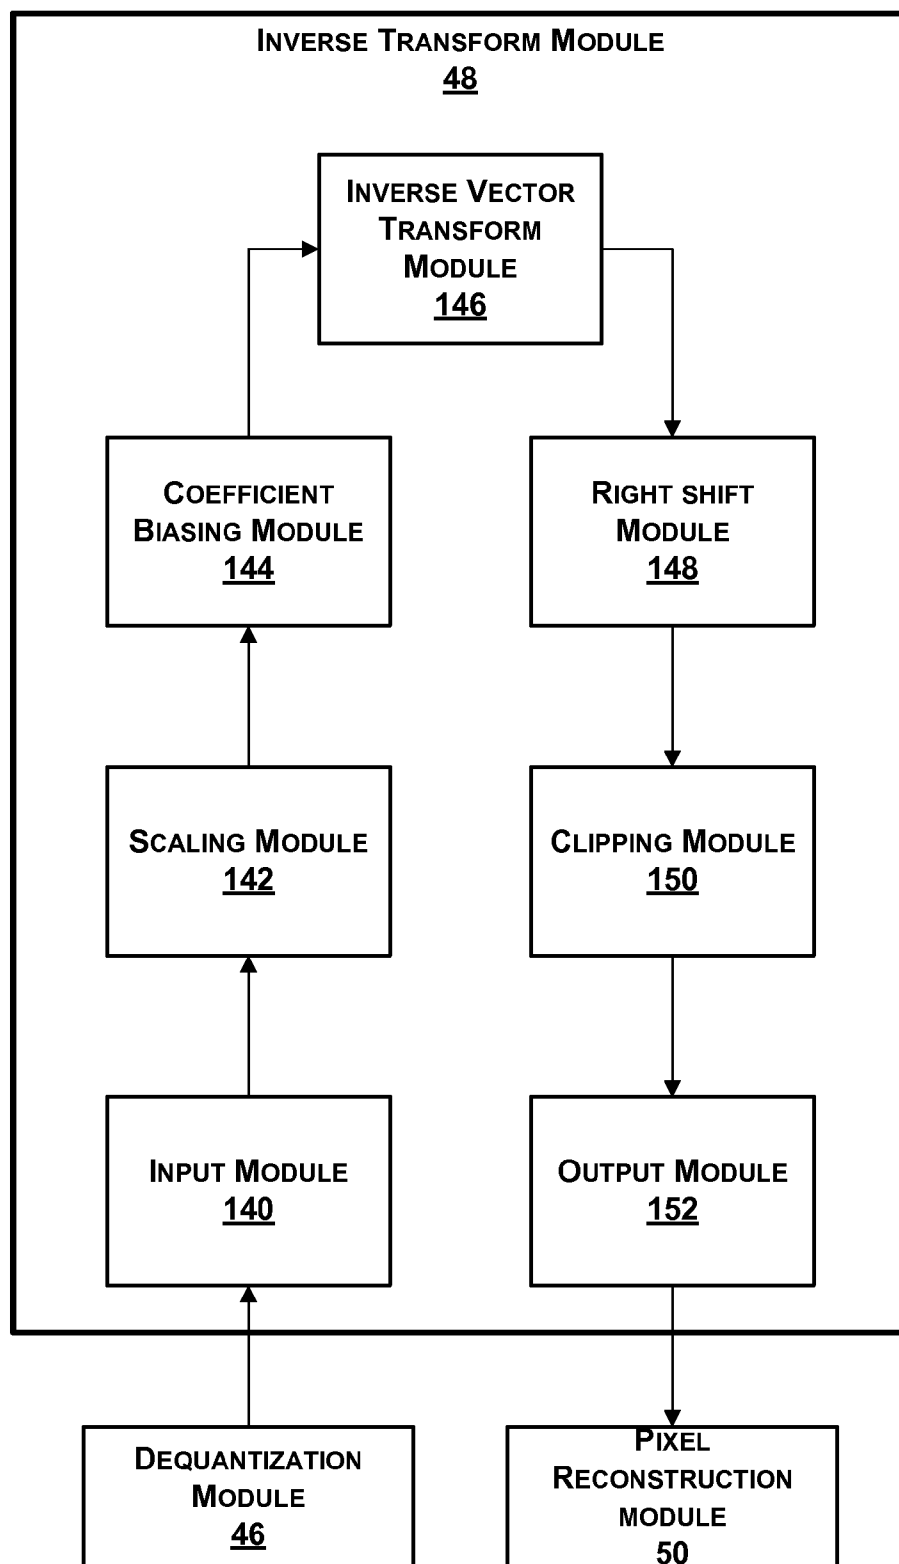 INVERSE TRANSFORM MODULE
48
INVERSE VECTOR
TRANSFORM
MODULE
146
COEFFICIENT
BIASING MODULE
144
RIGHT SHIFT
MODULE
148
SCALING MODULE
142
CLIPPING MODULE
150
INPUT MODULE
140
OUTPUT MODULE
152
DEQUANTIZATION
MODULE
46
PIXEL
RECONSTRUCTION
MODULE
50